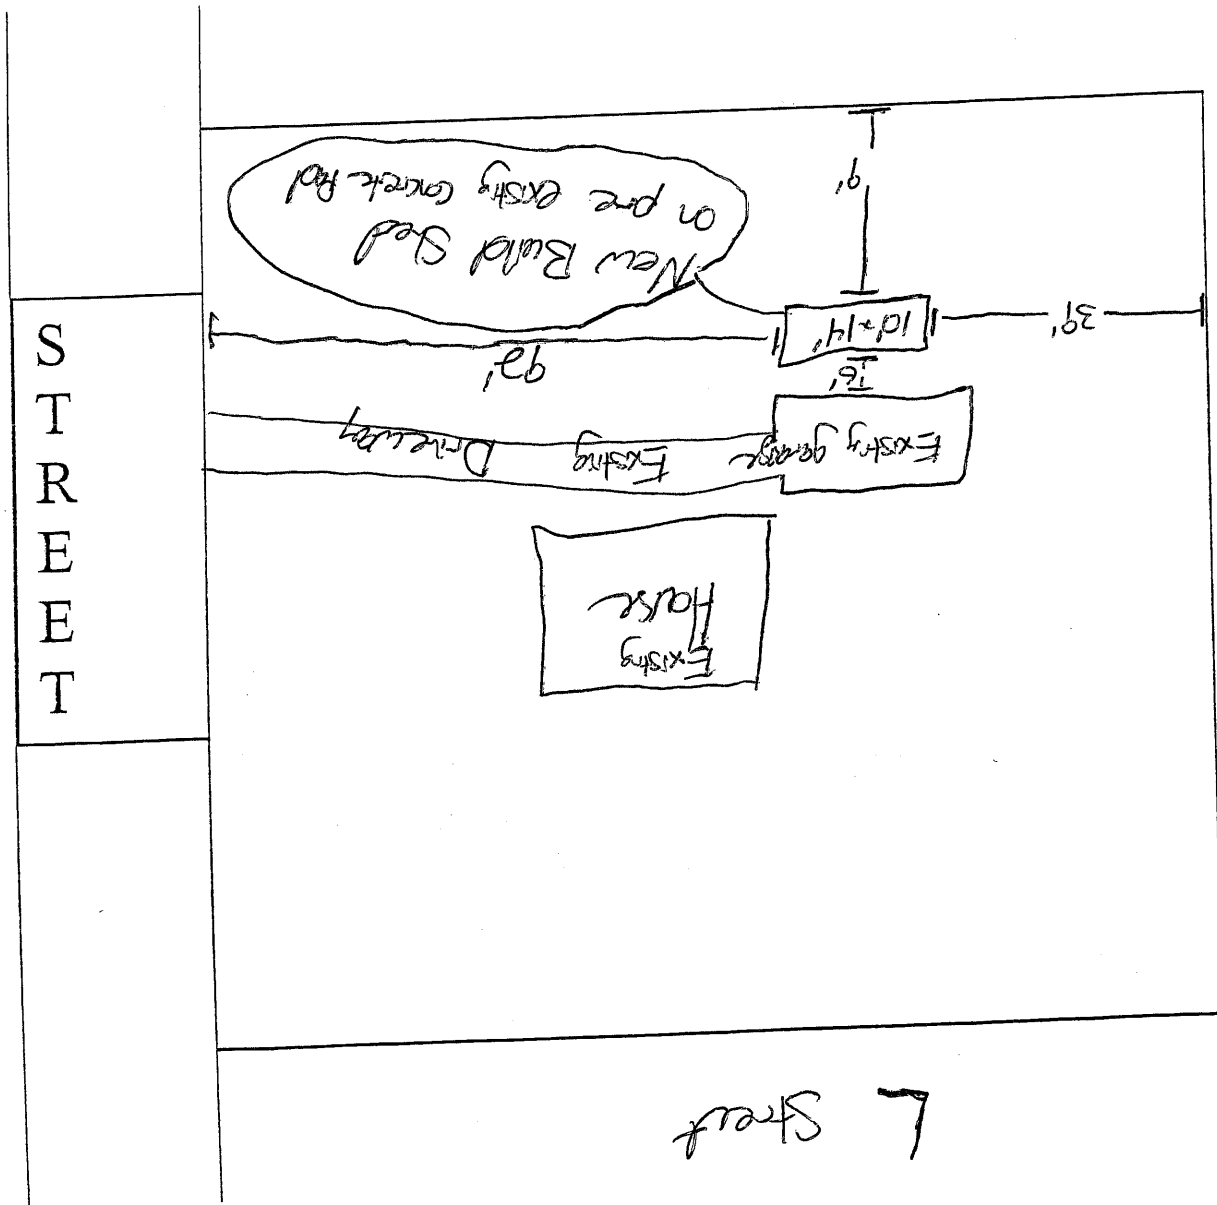 L Street
Existing
House
Existing garage
Existing Driveway
6'
92'
10'x14'
39'
New Build Shed
on pre existing concrete Pad
9'
STREET